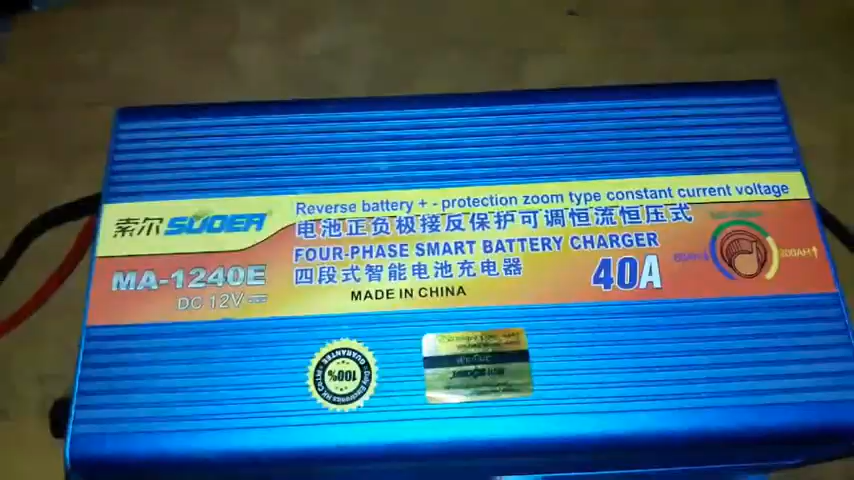 Reverse battery + - protection zoom type constant current voltage
索尔 SUOER
电池正负极接反保护可调恒流恒压式
FOUR-PHASE SMART BATTERY CHARGER
MA-1240E
四段式智能电池充电器
40A
200AH
DC 12V
MADE IN CHINA
GUARANTEE
100%